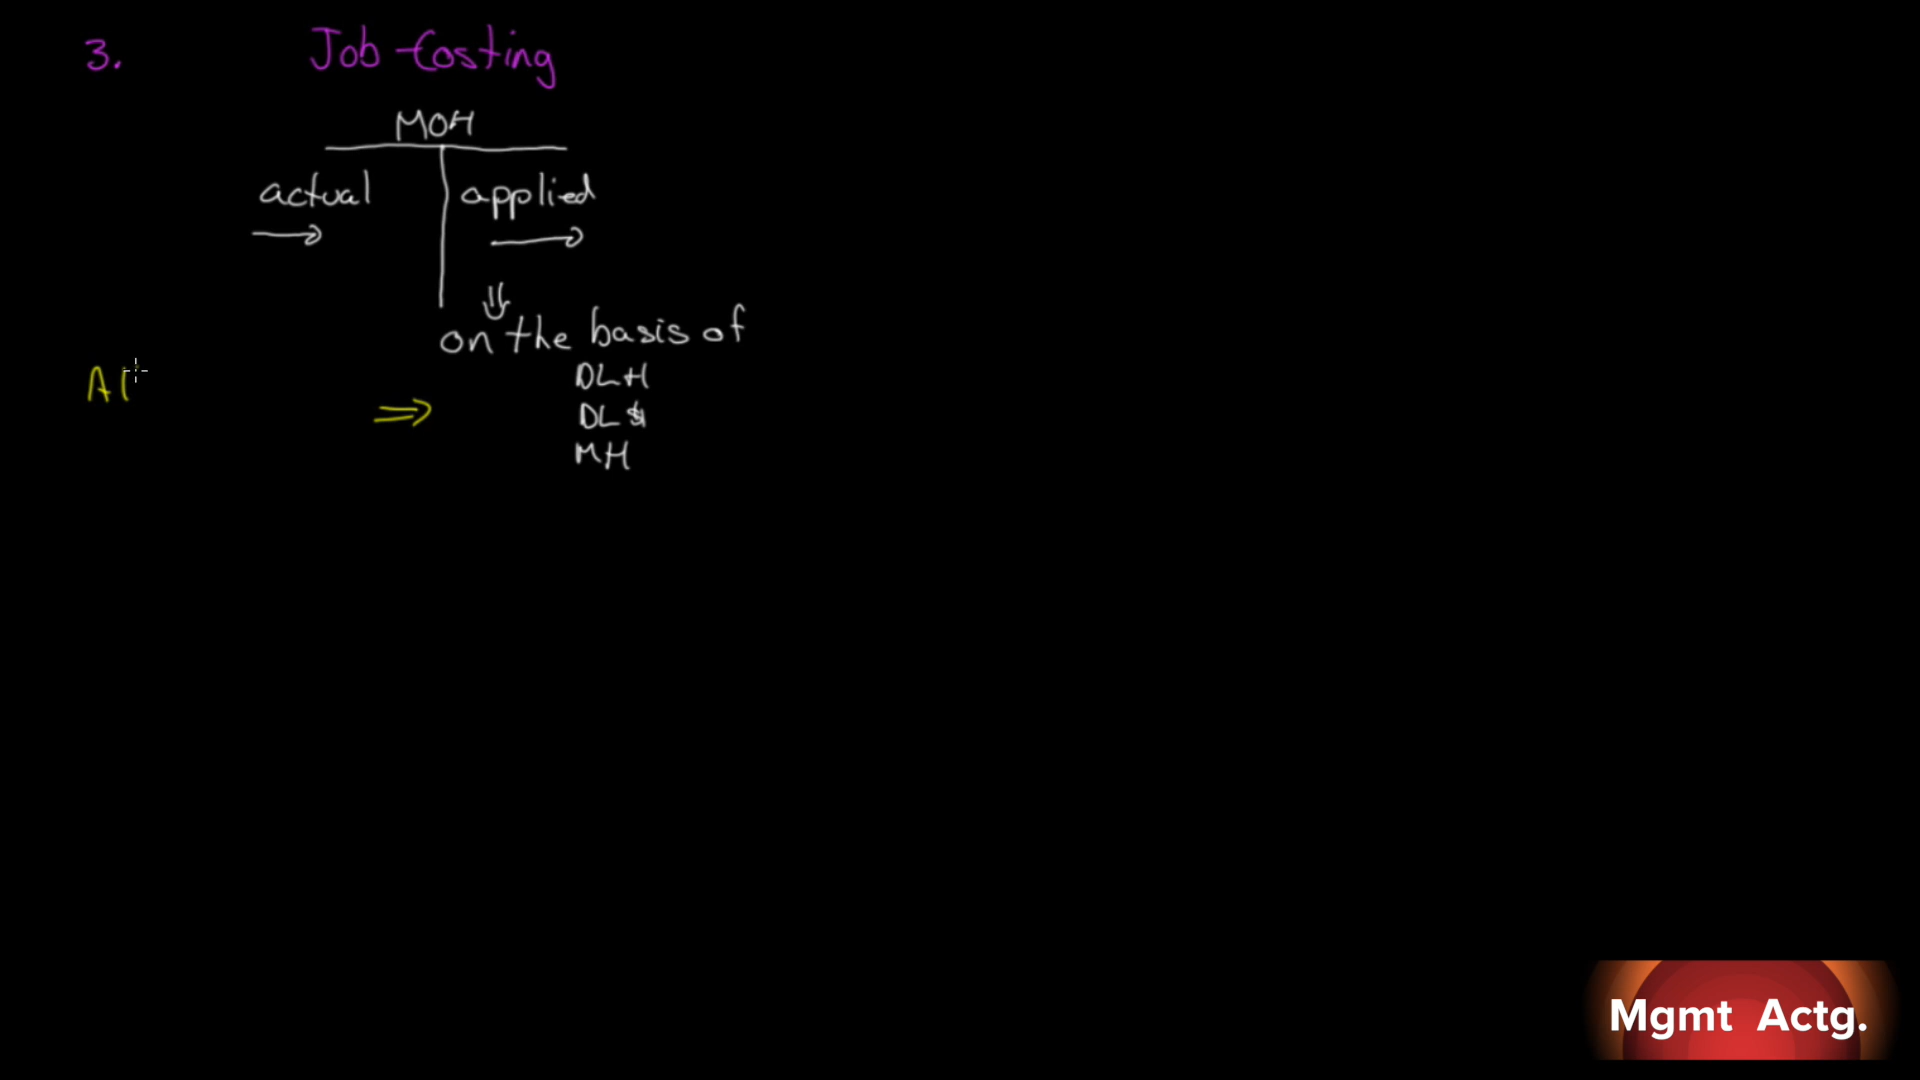 3. Job-Costing
MOH
actual applied
on the basis of
DLH
A
DL$
MH
Mgmt Actg.